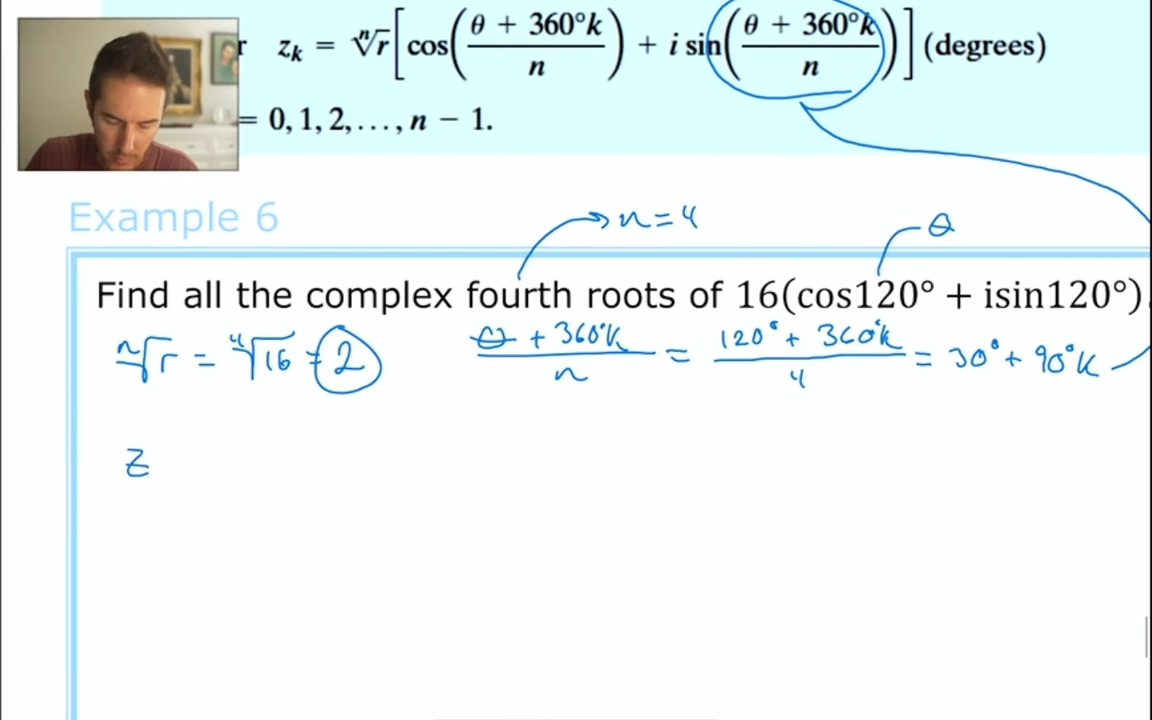 r zₖ = ⁿ√r [cos((θ + 360°k)/n) + i sin((θ + 360°k)/n)] (degrees)
= 0, 1, 2, . . . , n − 1.
Example 6
n = 4
θ
Find all the complex fourth roots of 16(cos120° + isin120°).
ⁿ√r = ⁴√16 = 2
(θ + 360°k)/n = (120° + 360°k)/4 = 30° + 90°k
z